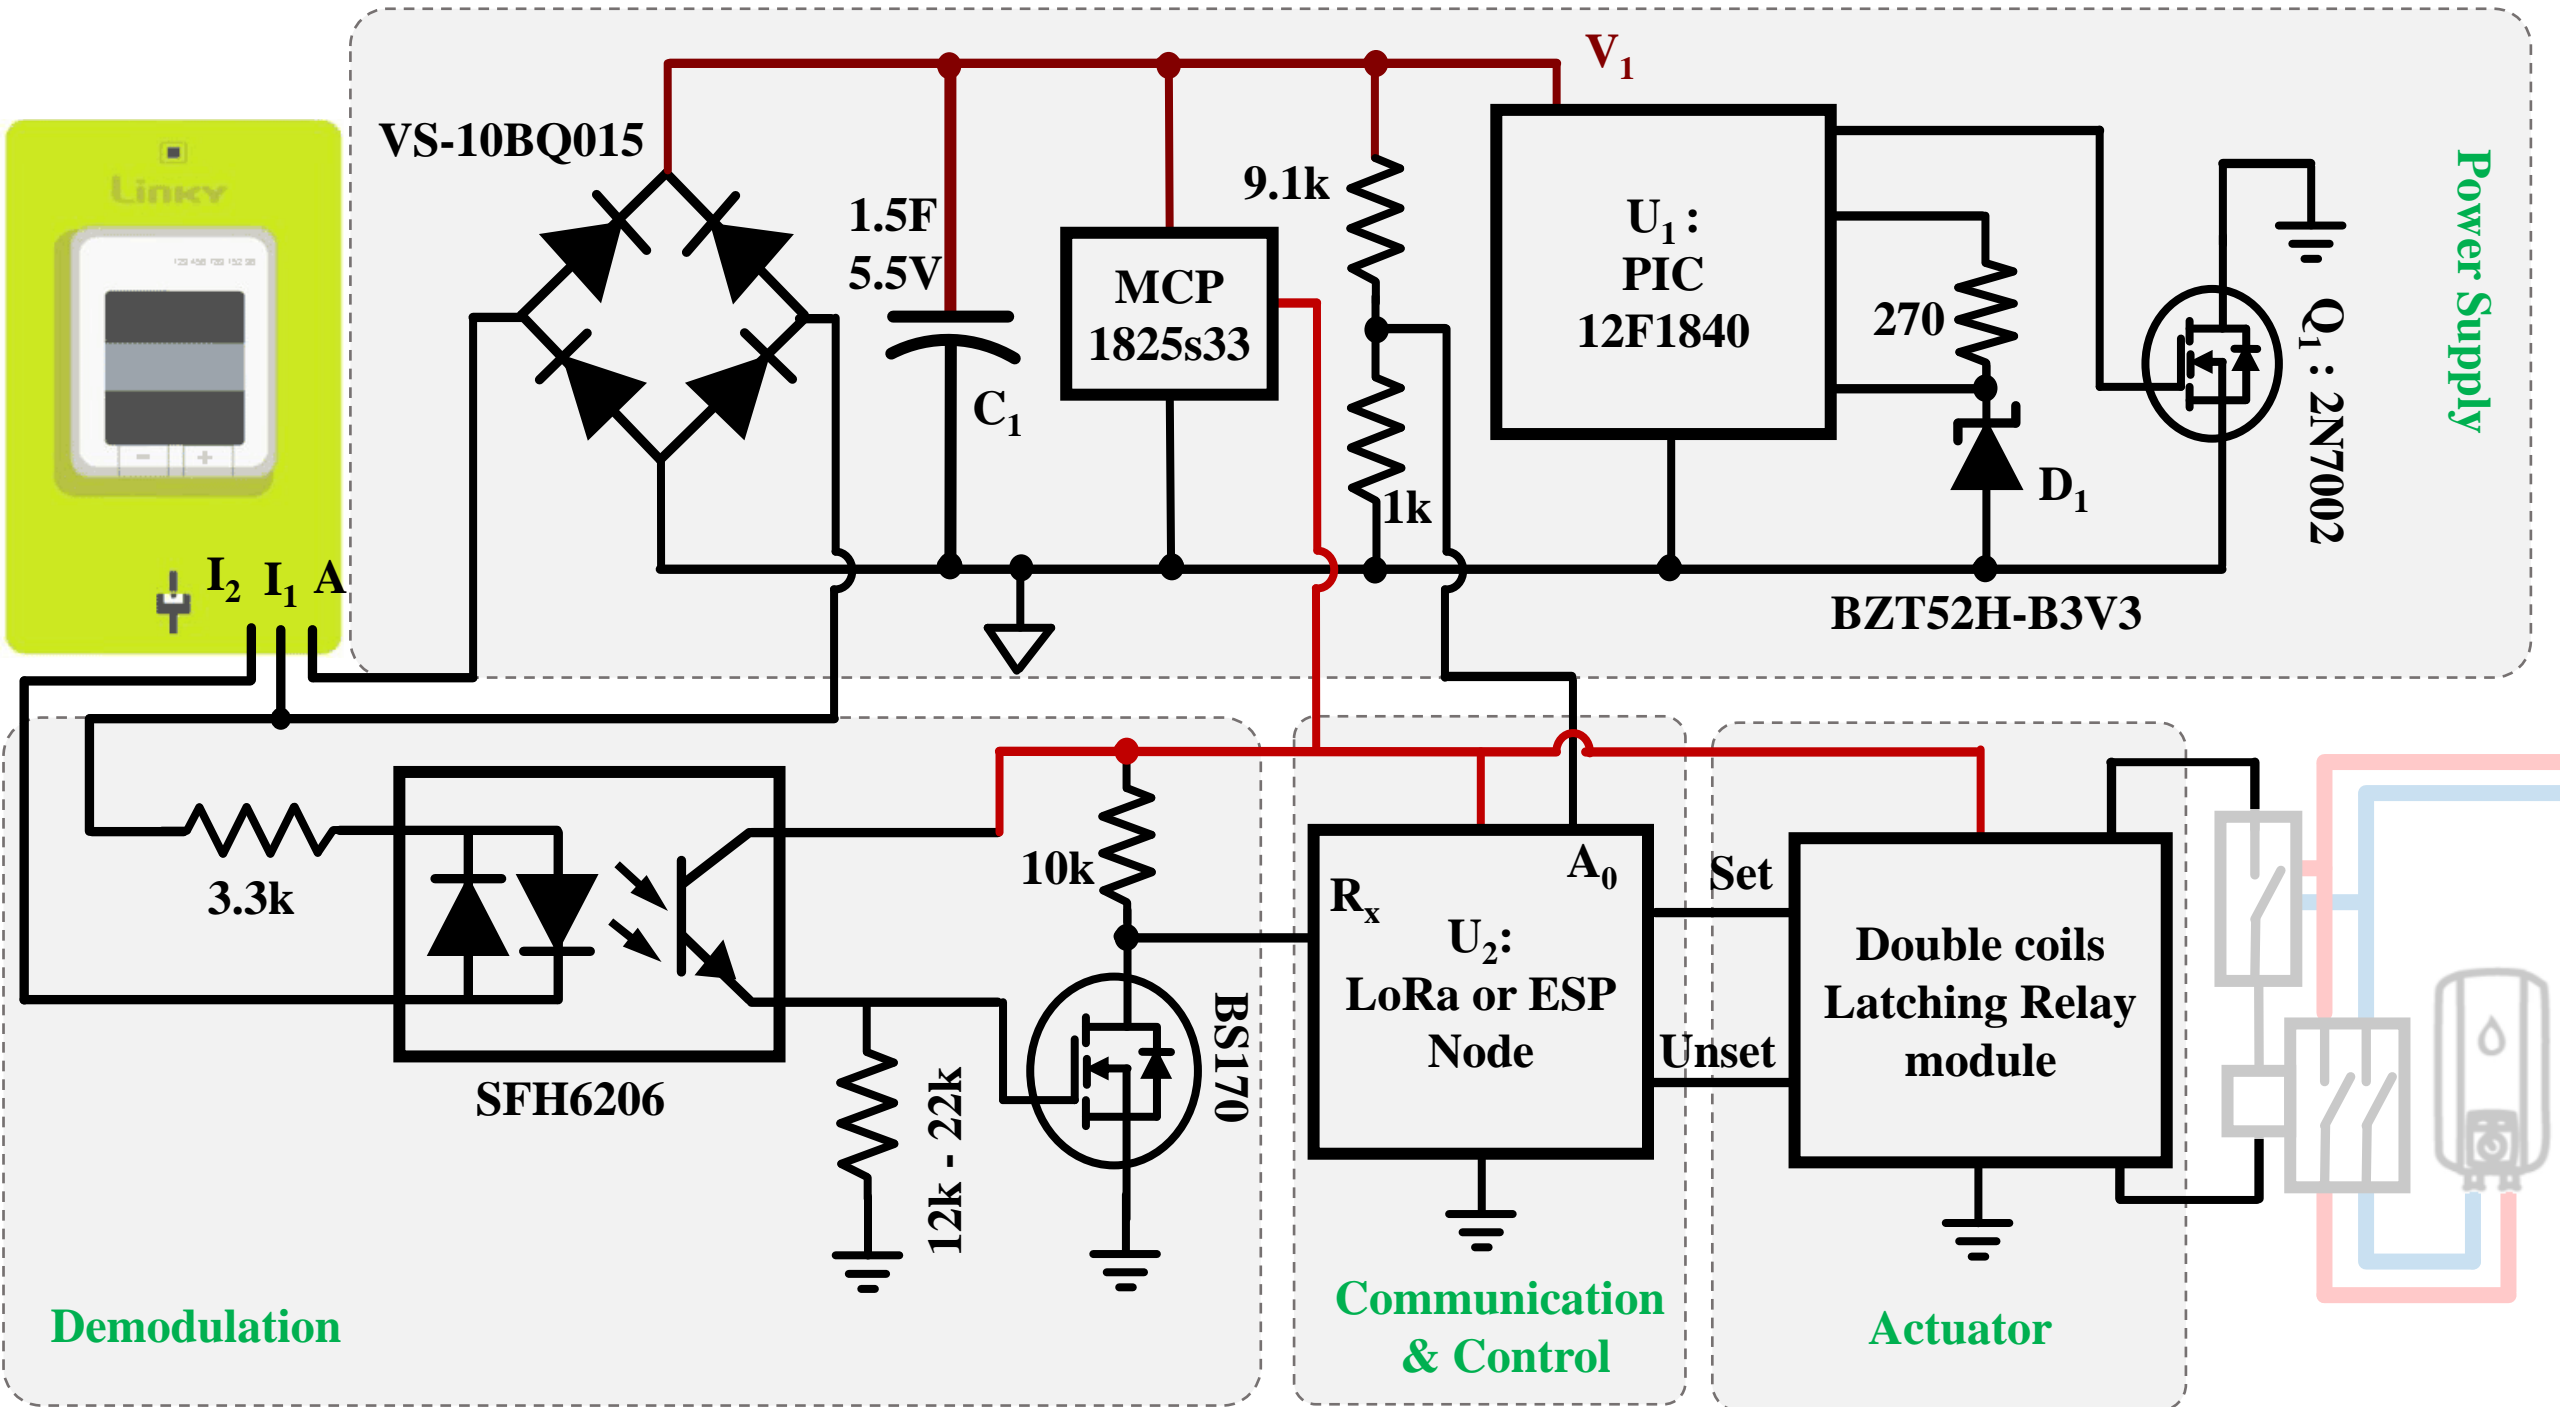 V1
VS-10BQ015
Linky
1.5F
5.5V
C1
MCP
1825s33
9.1k
1k
U1 :
PIC
12F1840
270
D1
BZT52H-B3V3
Q1 : 2N7002
Power Supply
I2 I1 A
3.3k
SFH6206
12k - 22k
10k
BS170
Demodulation
Rx
A0
U2:
LoRa or ESP
Node
Communication
& Control
Set
Unset
Double coils
Latching Relay
module
Actuator